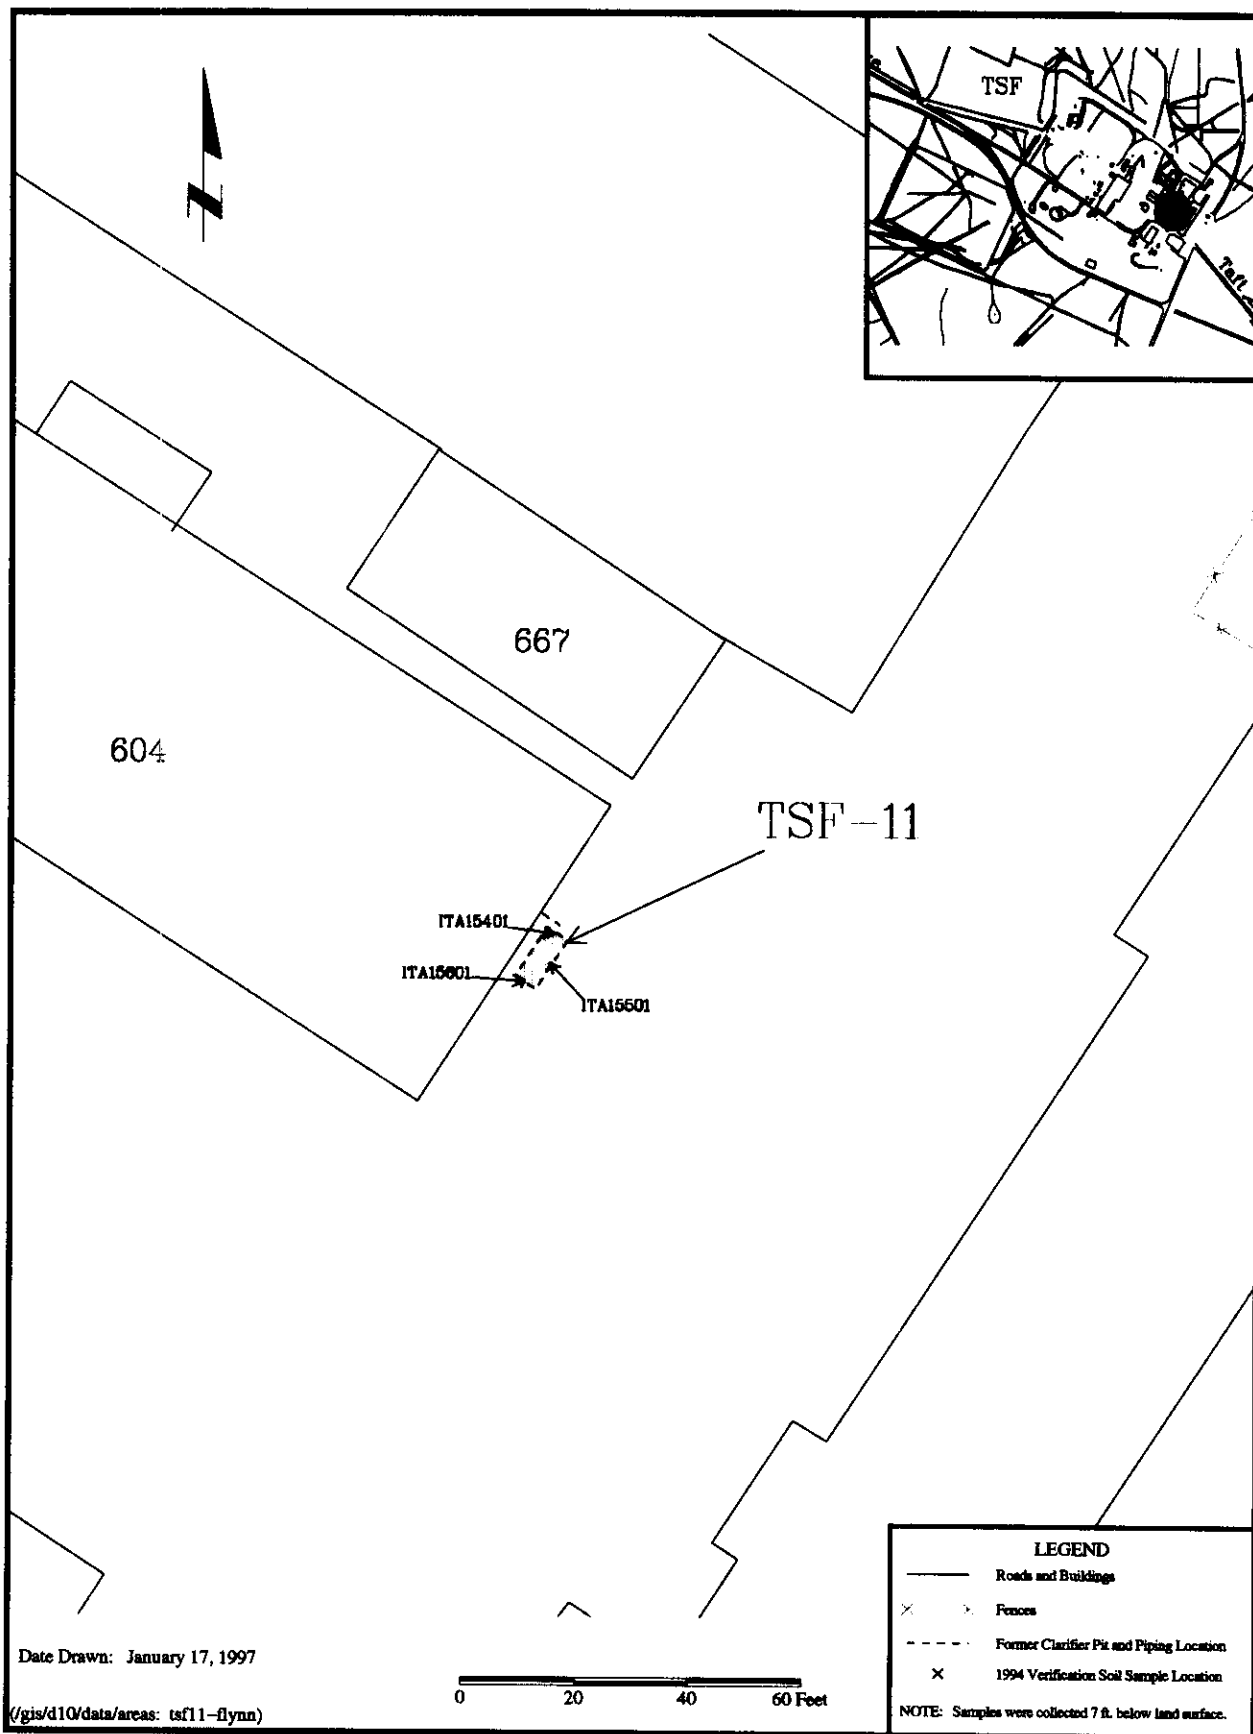 TSF
Taft
667
604
TSF-11
ITA15401
ITA15601
ITA15501
LEGEND
Roads and Buildings
Fences
Former Clarifier Pit and Piping Location
1994 Verification Soil Sample Location
NOTE: Samples were collected 7 ft. below land surface.
Date Drawn: January 17, 1997
0 20 40 60 Feet
(/gis/d10/data/areas: tsf11-flynn)